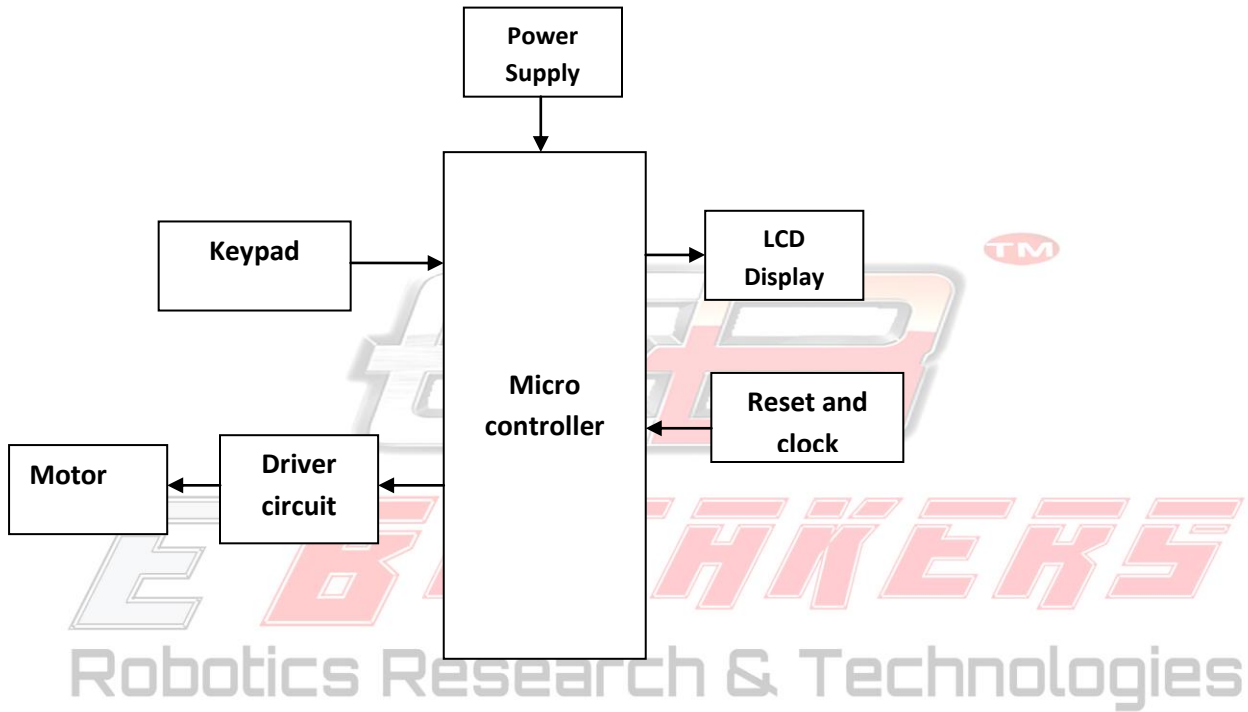 Power
Supply
Keypad
LCD
Display
TM
Micro
controller
Reset and
clock
Motor
Driver
circuit
Robotics Research & Technologies